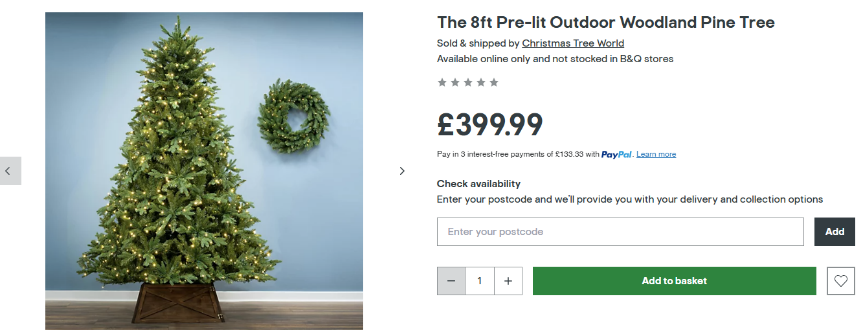 The 8ft Pre-lit Outdoor Woodland Pine Tree
Sold & shipped by Christmas Tree World
Available online only and not stocked in B&Q stores
£399.99
Pay in 3 interest-free payments of £133.33 with PayPal. Learn more
Check availability
Enter your postcode and we'll provide you with your delivery and collection options
Enter your postcode
Add
1
Add to basket